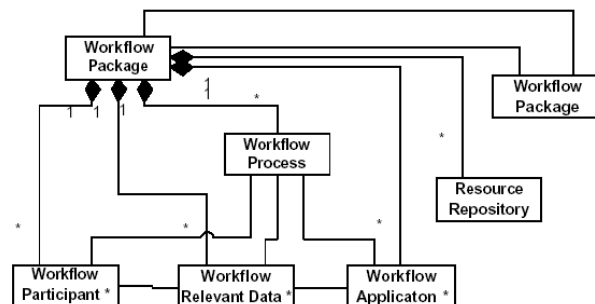 Workflow
Package
Workflow
Package
1
1
1
1
*
*
Workflow
Process
Resource
Repository
*
*
*
Workflow
Participant *
Workflow
Relevant Data *
Workflow
Applicaton *